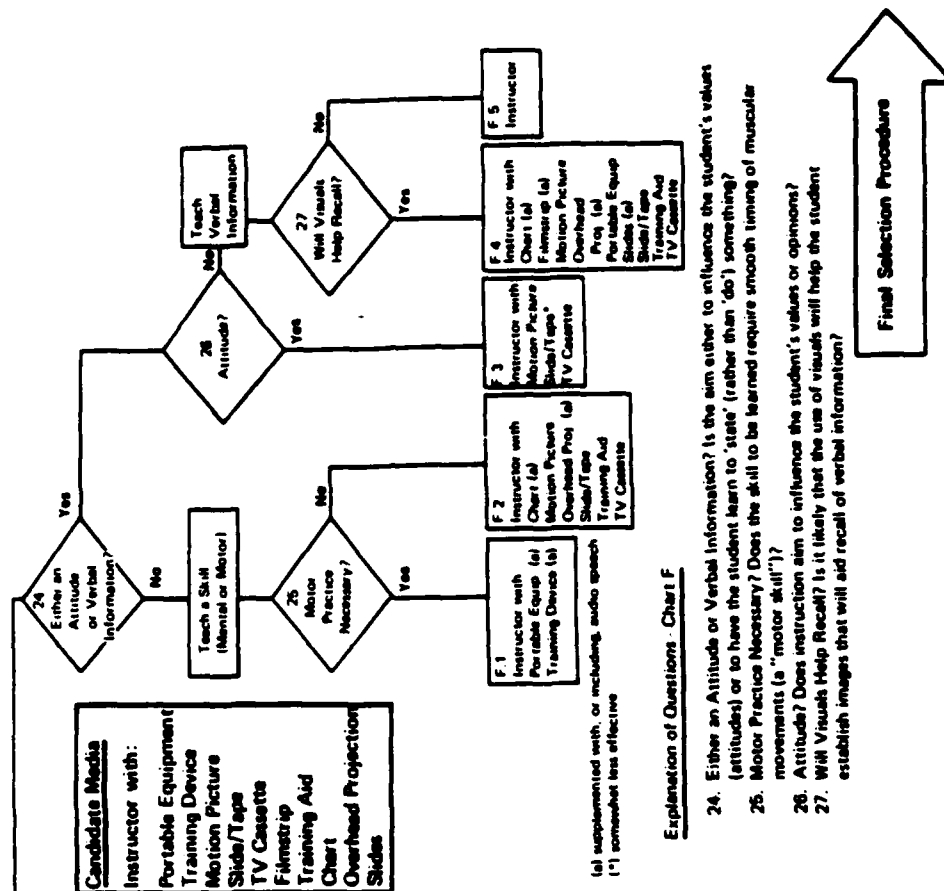 Candidate Media
Instructor with:
Portable Equipment
Training Device
Motion Picture
Slide/Tape
TV Cassette
Filmstrip
Training Aid
Chart
Overhead Projection
Slides
24
Either an
Attitude
or Verbal
Information?
Yes
No
Teach a Skill
(Mental or Motor)
25
Motor
Practice
Necessary?
No
Yes
26
Attitude?
No
Yes
Teach
Verbal
Information
27
Will Visuals
Help Recall?
No
Yes
F.1
Instructor with
Portable Equip (a)
Training Device (a)
F 2
Instructor with
Chart (a)
Motion Picture
Overhead Proj (a)
Slide/Tape
Training Aid
TV Cassette
F 3
Instructor with
Motion Picture
Slide/Tape*
TV Cassette
F 4
Instructor with
Chart (a)
Filmstrip (a)
Motion Picture
Overhead
Proj (a)
Portable Equip
Slides (a)
Slide/Tape
Training Aid
TV Cassette
F 5
Instructor
(a) supplemented with, or including, audio speech
(*) somewhat less effective
Explanation of Questions - Chart F
24. Either an Attitude or Verbal Information? Is the aim either to influence the student's values
(attitudes) or to have the student learn to 'state' (rather than 'do') something?
25. Motor Practice Necessary? Does the skill to be learned require smooth timing of muscular
movements (a "motor skill")?
26. Attitude? Does instruction aim to influence the student's values or opinions?
27. Will Visuals Help Recall? Is it likely that the use of visuals will help the student
establish images that will aid recall of verbal information?
Final Selection Procedure